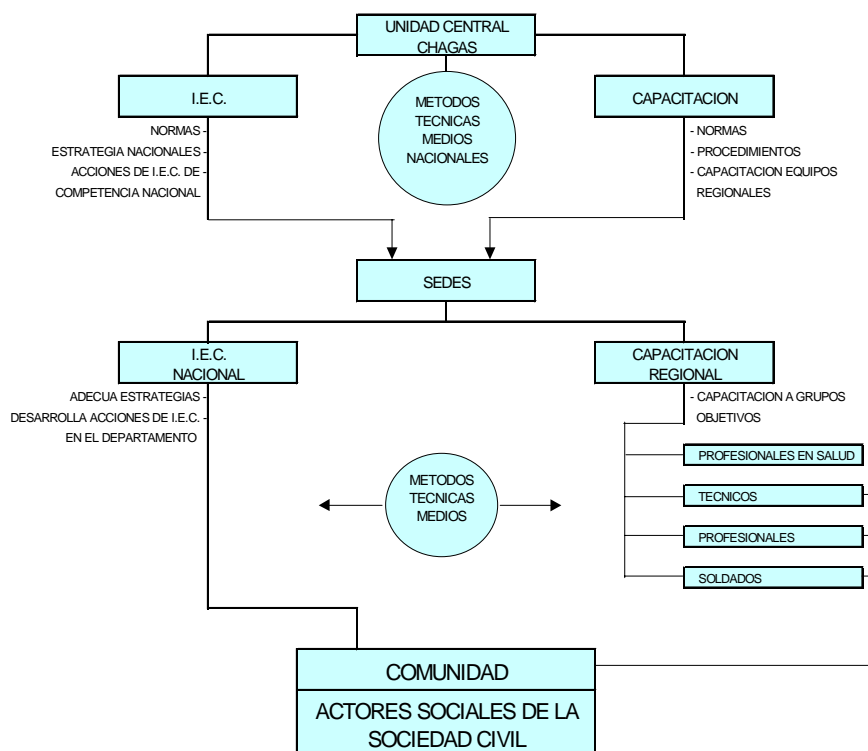 UNIDAD CENTRAL
CHAGAS
I.E.C.
NORMAS -
ESTRATEGIA NACIONALES -
ACCIONES DE I.E.C. DE -
COMPETENCIA NACIONAL
METODOS
TECNICAS
MEDIOS
NACIONALES
CAPACITACION
- NORMAS
- PROCEDIMIENTOS
- CAPACITACION EQUIPOS
REGIONALES
SEDES
I.E.C.
NACIONAL
ADECUA ESTRATEGIAS -
DESARROLLA ACCIONES DE I.E.C. -
EN EL DEPARTAMENTO
METODOS
TECNICAS
MEDIOS
CAPACITACION
REGIONAL
- CAPACITACION A GRUPOS
OBJETIVOS
PROFESIONALES EN SALUD
TECNICOS
PROFESIONALES
SOLDADOS
COMUNIDAD
ACTORES SOCIALES DE LA
SOCIEDAD CIVIL